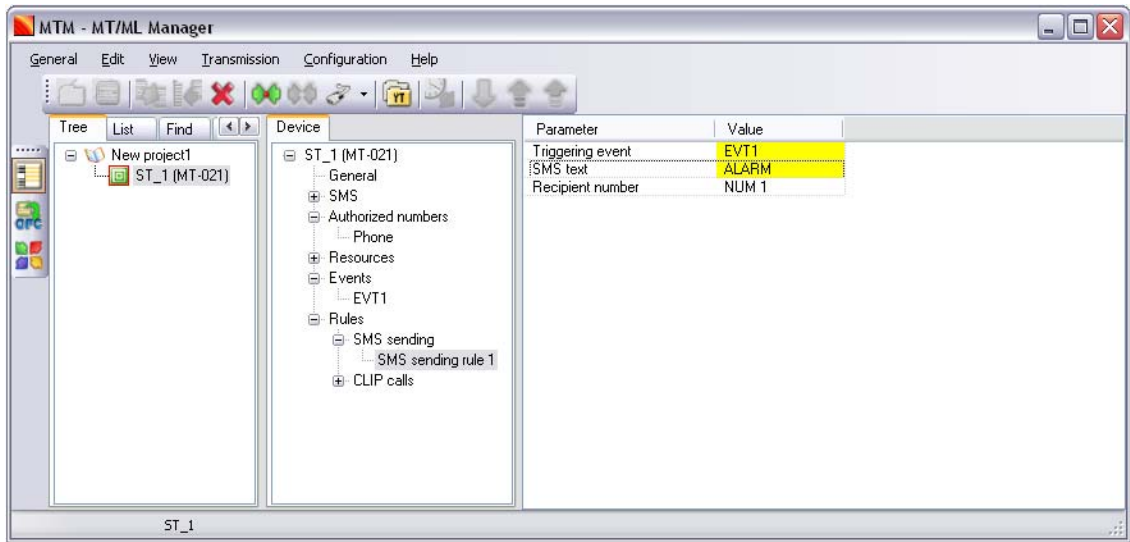 MTM - MT/ML Manager
General Edit View Transmission Configuration Help
YT
Tree List Find
New project1
ST_1 (MT-021)
Device
ST_1 (MT-021)
General
SMS
Authorized numbers
Phone
Resources
Events
EVT1
Rules
SMS sending
SMS sending rule 1
CLIP calls
Parameter Value
Triggering event EVT1
SMS text ALARM
Recipient number NUM 1
ST_1